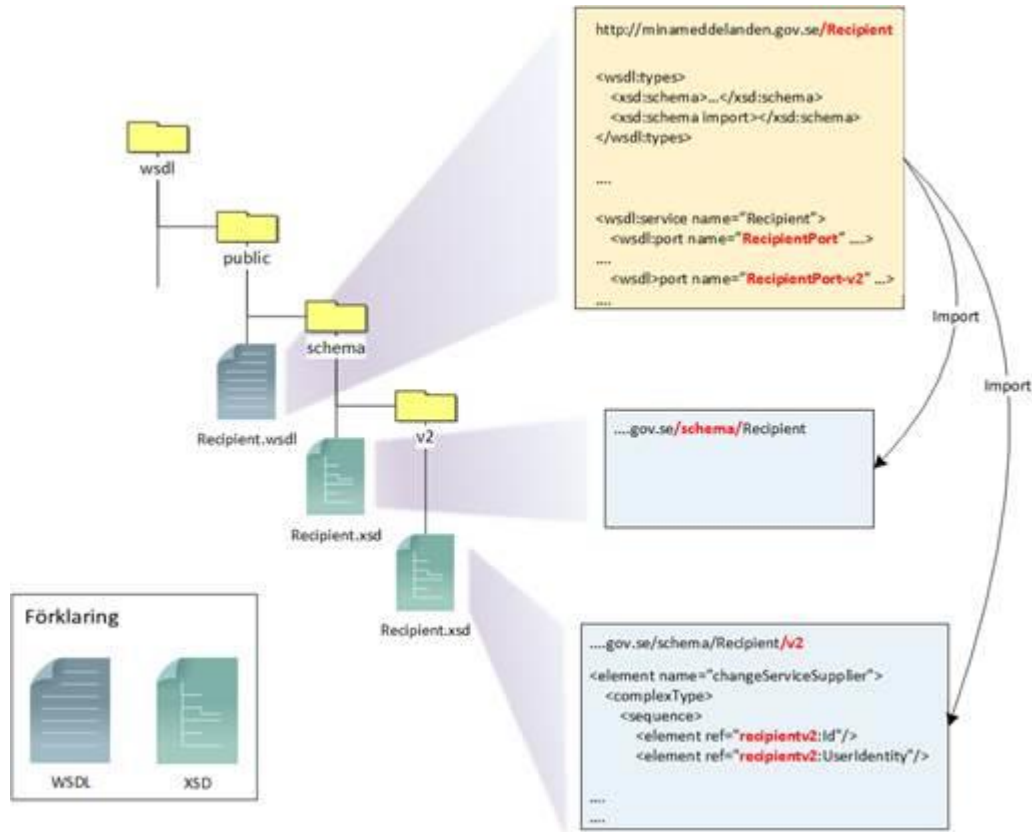 http://minameddelanden.gov.se/Recipient
<wsdl:types>
<xsd:schema>...</xsd:schema>
<xsd:schema import></xsd:schema>
</wsdl:types>
....
<wsdl:service name="Recipient">
<wsdl:port name="RecipientPort" ....>
....
<wsdl>port name="RecipientPort-v2" ...>
....
wsdl
public
schema
Recipient.wsdl
v2
Recipient.xsd
Recipient.xsd
Import
Import
....gov.se/schema/Recipient
....gov.se/schema/Recipient/v2
<element name="changeServiceSupplier">
<complexType>
<sequence>
<element ref="recipientv2:Id"/>
<element ref="recipientv2:UserIdentity"/>
....
....
Förklaring
WSDL
XSD